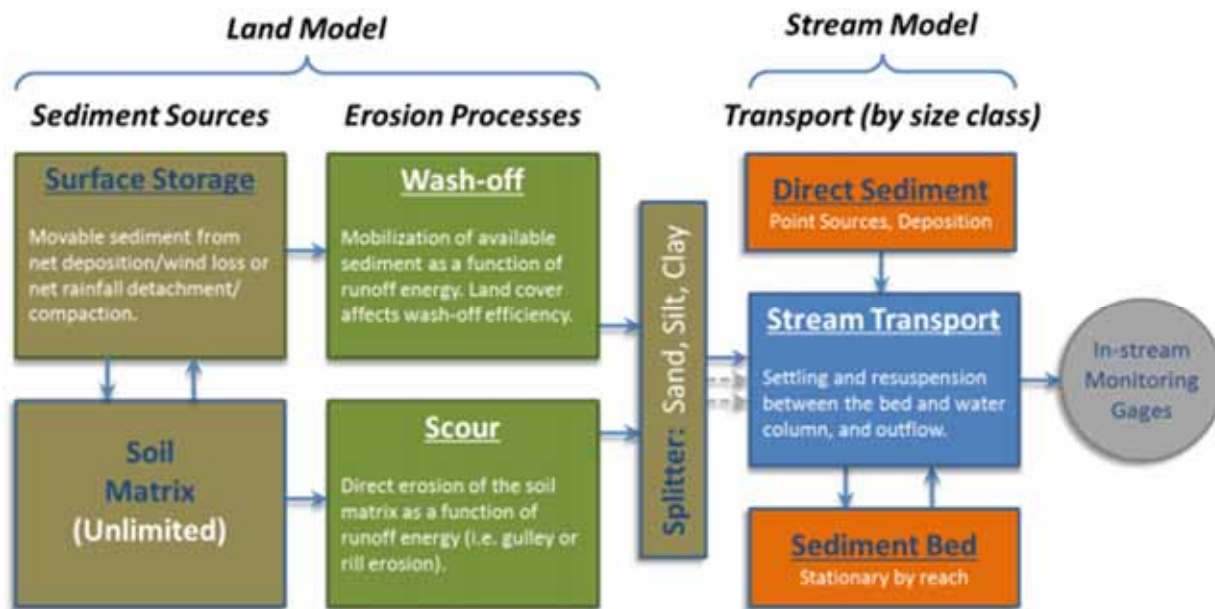 Land Model
Stream Model
Sediment Sources
Erosion Processes
Transport (by size class)
Surface Storage
Movable sediment from
net deposition/wind loss or
net rainfall detachment/
compaction.
Wash-off
Mobilization of available
sediment as a function of
runoff energy. Land cover
affects wash-off efficiency.
Soil
Matrix
(Unlimited)
Scour
Direct erosion of the soil
matrix as a function of
runoff energy (i.e. gulley or
rill erosion).
Splitter: Sand, Silt, Clay
Direct Sediment
Point Sources, Deposition
Stream Transport
Settling and resuspension
between the bed and water
column, and outflow.
Sediment Bed
Stationary by reach
In-stream
Monitoring
Gages